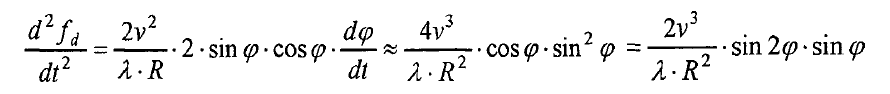 d²f_d/dt² = 2v²/(λ·R) · 2 · sin φ · cos φ · dφ/dt ≈ 4v³/(λ·R²) · cos φ · sin² φ = 2v³/(λ·R²) · sin 2φ · sin φ